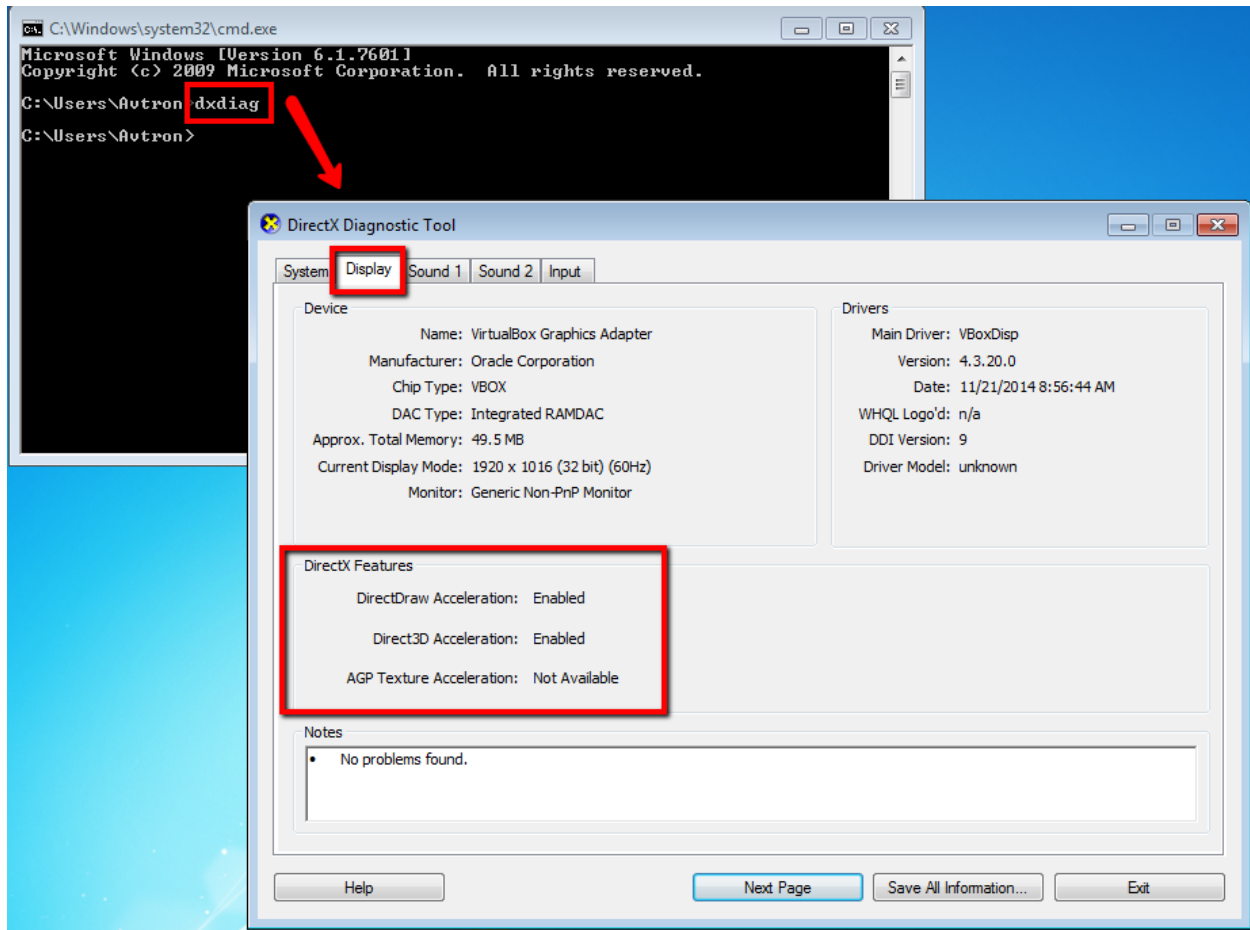 C:\Windows\system32\cmd.exe
Microsoft Windows [Version 6.1.7601]
Copyright (c) 2009 Microsoft Corporation.  All rights reserved.
C:\Users\Avtron>dxdiag
C:\Users\Avtron>
DirectX Diagnostic Tool
System Display Sound 1 Sound 2 Input
Device
Name: VirtualBox Graphics Adapter
Manufacturer: Oracle Corporation
Chip Type: VBOX
DAC Type: Integrated RAMDAC
Approx. Total Memory: 49.5 MB
Current Display Mode: 1920 x 1016 (32 bit) (60Hz)
Monitor: Generic Non-PnP Monitor
Drivers
Main Driver: VBoxDisp
Version: 4.3.20.0
Date: 11/21/2014 8:56:44 AM
WHQL Logo'd: n/a
DDI Version: 9
Driver Model: unknown
DirectX Features
DirectDraw Acceleration: Enabled
Direct3D Acceleration: Enabled
AGP Texture Acceleration: Not Available
Notes
• No problems found.
Help Next Page Save All Information... Exit